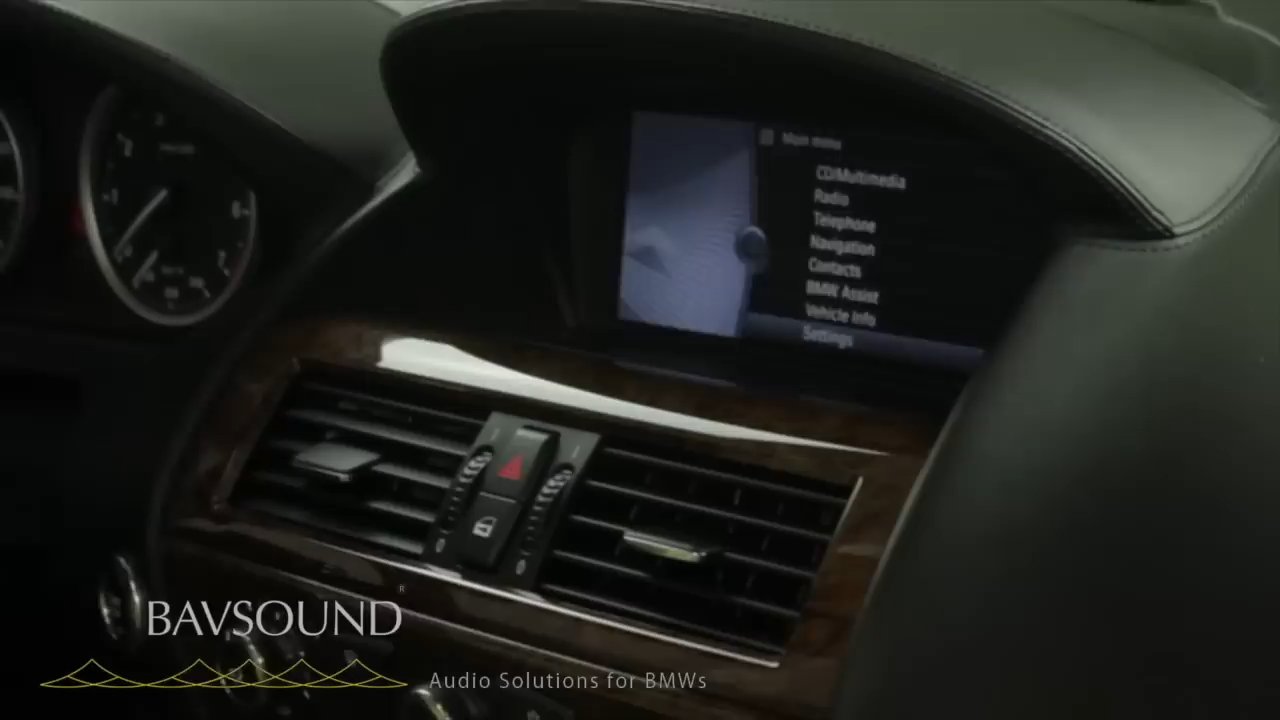 Main menu
CD/Multimedia
Radio
Telephone
Navigation
Contacts
BMW Assist
Vehicle Info
Settings
BAVSOUND®
Audio Solutions for BMWs